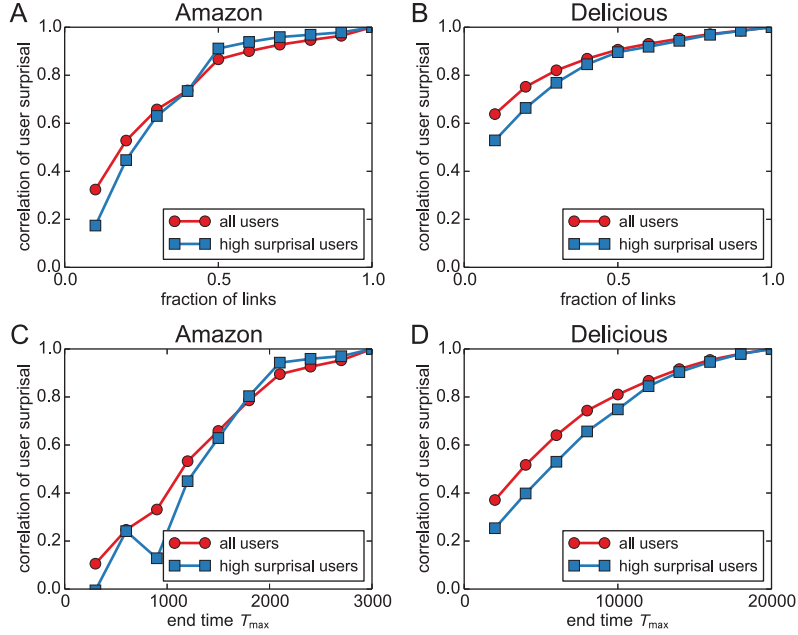 A
Amazon
correlation of user surprisal
1.0
0.8
0.6
0.4
0.2
0.0
all users
high surprisal users
0.0 0.5 1.0
fraction of links
B
Delicious
correlation of user surprisal
1.0
0.8
0.6
0.4
0.2
0.0
all users
high surprisal users
0.0 0.5 1.0
fraction of links
C
Amazon
correlation of user surprisal
1.0
0.8
0.6
0.4
0.2
0.0
all users
high surprisal users
0 1000 2000 3000
end time Tmax
D
Delicious
correlation of user surprisal
1.0
0.8
0.6
0.4
0.2
0.0
all users
high surprisal users
0 10000 20000
end time Tmax